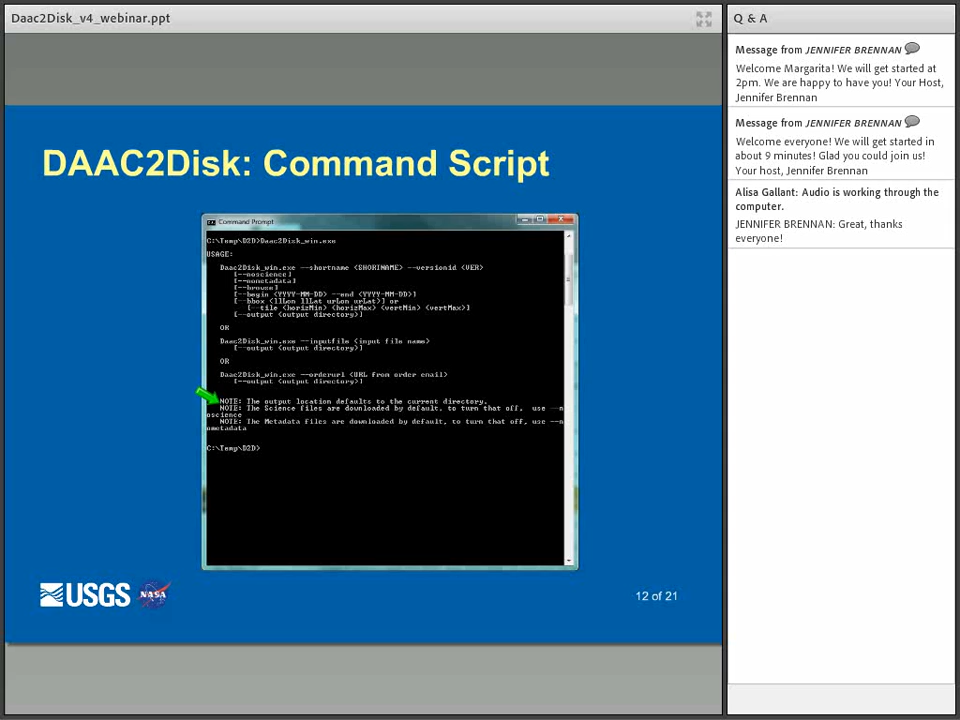 Daac2Disk_v4_webinar.ppt
DAAC2Disk: Command Script
Command Prompt
C:\Temp\D2D>Daac2Disk_win.exe
USAGE:
Daac2Disk_win.exe --shortname <SHORTNAME> --versionid <VER>
[--noscience]
[--nometadata]
[--browse]
[--begin <YYYY-MM-DD> --end <YYYY-MM-DD>]
[--bbox <llLon llLat urLon urLat>] or
[--tile <horizMin> <horizMax> <vertMin> <vertMax>]
[--output <output directory>]
OR
Daac2Disk_win.exe --inputfile <input file name>
[--output <output directory>]
OR
Daac2Disk_win.exe --orderurl <URL from order email>
[--output <output directory>]
NOTE: The output location defaults to the current directory.
NOTE: The Science files are downloaded by default, to turn that off, use --n
oscience
NOTE: The Metadata files are downloaded by default, to turn that off, use --n
ometadata
C:\Temp\D2D>
USGS
NASA
12 of 21
Q & A
Message from JENNIFER BRENNAN
Welcome Margarita! We will get started at
2pm. We are happy to have you! Your Host,
Jennifer Brennan
Message from JENNIFER BRENNAN
Welcome everyone! We will get started in
about 9 minutes! Glad you could join us!
Your host, Jennifer Brennan
Alisa Gallant: Audio is working through the
computer.
JENNIFER BRENNAN: Great, thanks
everyone!